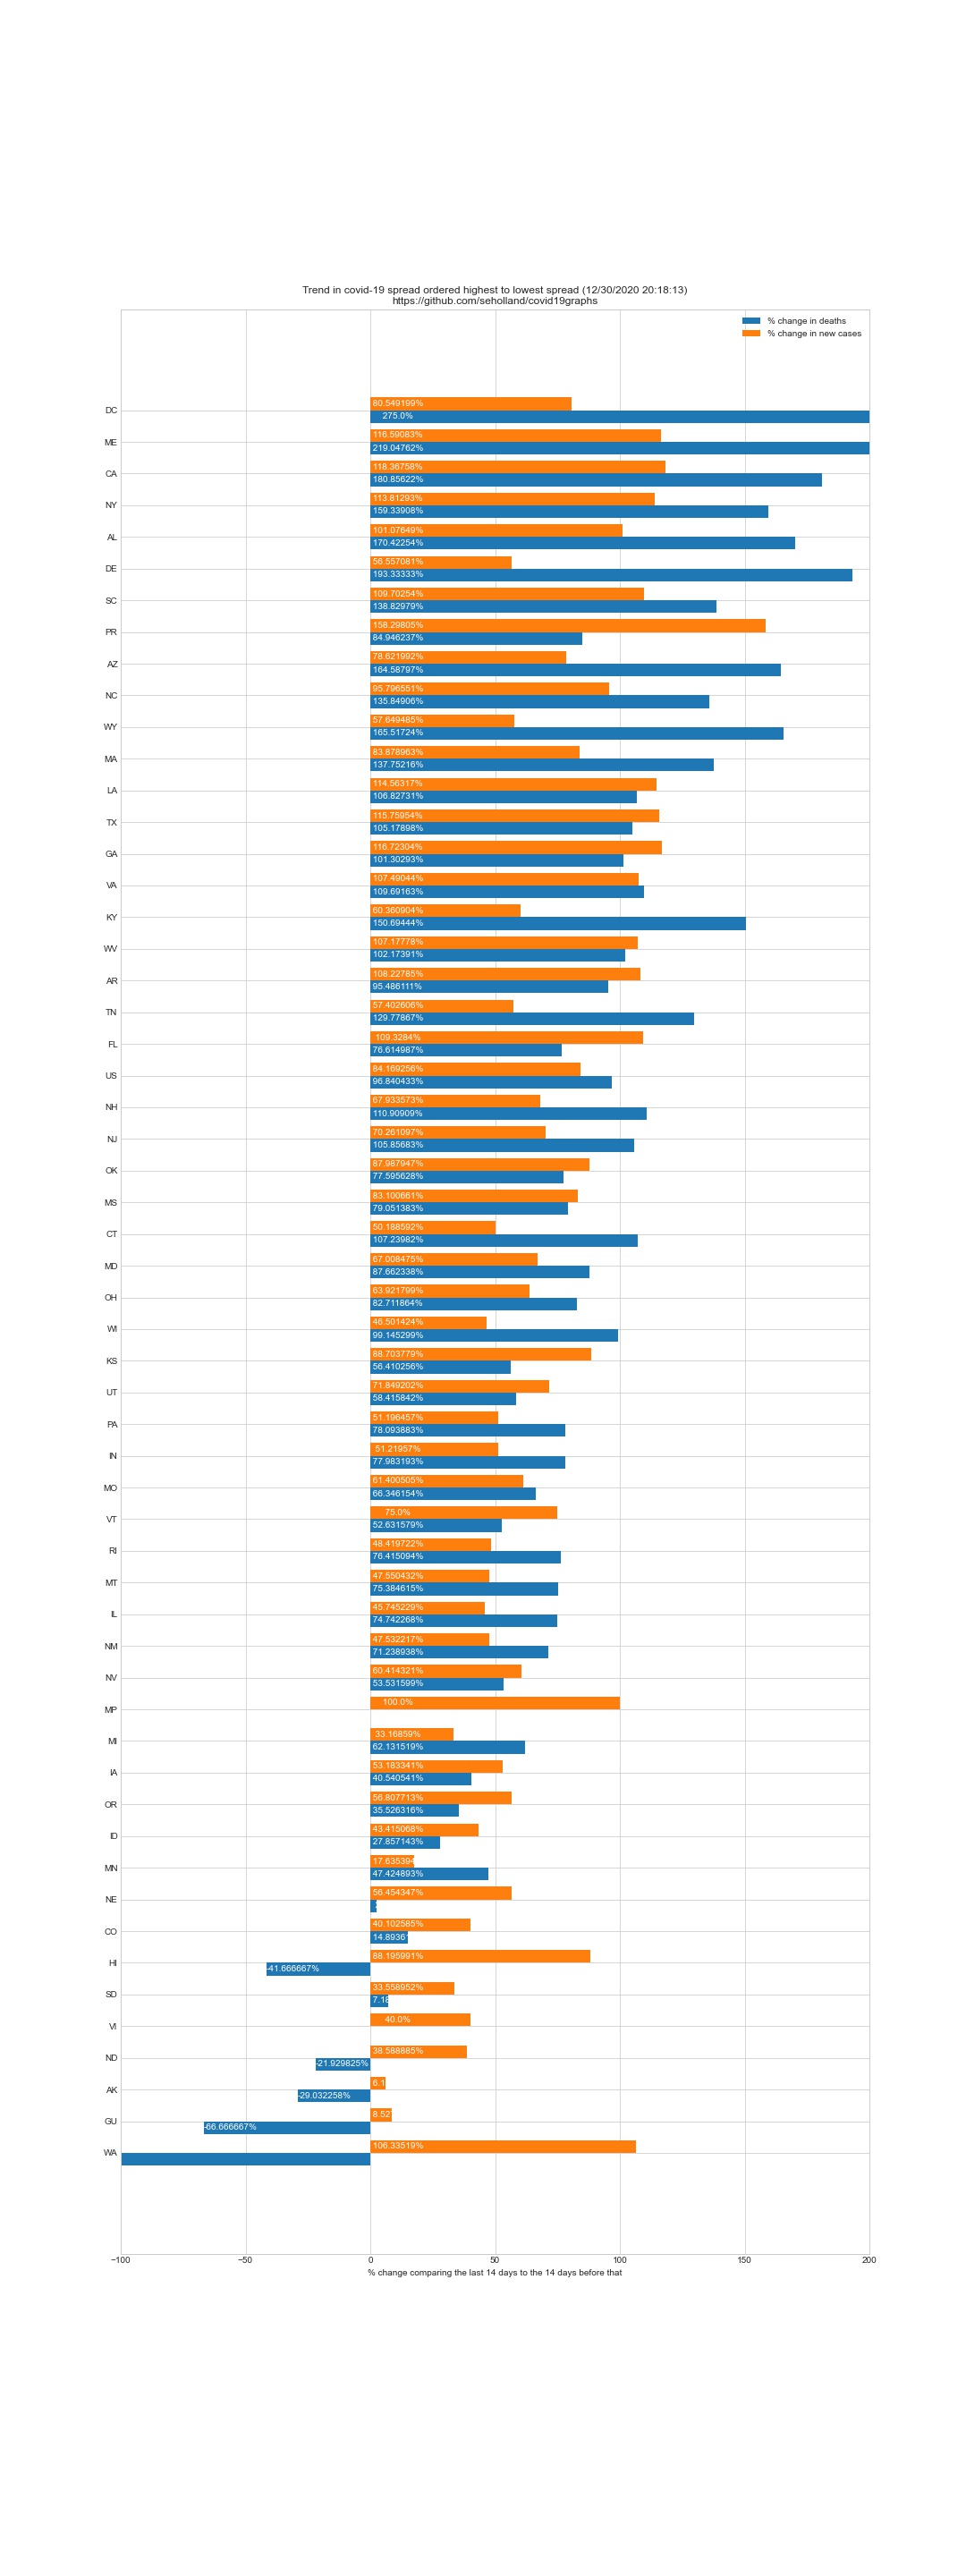 Trend in covid-19 spread ordered highest to lowest spread (12/30/2020 20:18:13)
https://github.com/seholland/covid19graphs
% change in deaths
% change in new cases
DC
80.549199%
275.0%
ME
116.59083%
219.04762%
CA
118.36758%
180.85622%
NY
113.81293%
159.33908%
AL
101.07649%
170.42254%
DE
56.557081%
193.33333%
SC
109.70254%
138.82979%
PR
158.29805%
84.946237%
AZ
78.621992%
164.58797%
NC
95.796551%
135.84906%
WY
57.649485%
165.51724%
MA
83.878963%
137.75216%
LA
114.56317%
106.82731%
TX
115.75954%
105.17898%
GA
116.72304%
101.30293%
VA
107.49044%
109.69163%
KY
60.360904%
150.69444%
WV
107.17778%
102.17391%
AR
108.22785%
95.486111%
TN
57.402606%
129.77867%
FL
109.3284%
76.614987%
US
84.169256%
96.840433%
NH
67.933573%
110.90909%
NJ
70.261097%
105.85683%
OK
87.987947%
77.595628%
MS
83.100661%
79.051383%
CT
50.188592%
107.23982%
MD
67.008475%
87.662338%
OH
63.921799%
82.711864%
WI
46.501424%
99.145299%
KS
88.703779%
56.410256%
UT
71.849202%
58.415842%
PA
51.196457%
78.093883%
IN
51.21957%
77.983193%
MO
61.400505%
66.346154%
VT
75.0%
52.631579%
RI
48.419722%
76.415094%
MT
47.550432%
75.384615%
IL
45.745229%
74.742268%
NM
47.532217%
71.238938%
NV
60.414321%
53.531599%
MP
100.0%
MI
33.16859%
62.131519%
IA
53.183341%
40.540541%
OR
56.807713%
35.526316%
ID
43.415068%
27.857143%
MN
17.635394
47.424893%
NE
56.454347%
CO
40.102585%
14.8936
HI
88.195991%
-41.666667%
SD
33.558952%
7.18
VI
40.0%
ND
38.588885%
-21.929825%
AK
6.1
-29.032258%
GU
8.52
-66.666667%
WA
106.33519%
−100
−50
0
50
100
150
200
% change comparing the last 14 days to the 14 days before that